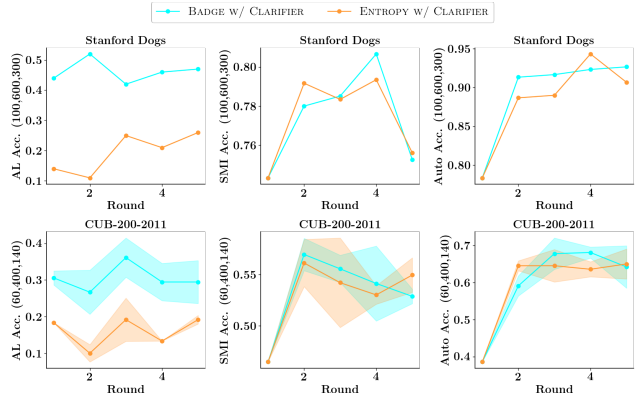 BADGE W/ CLARIFIER ENTROPY W/ CLARIFIER
Stanford Dogs Stanford Dogs Stanford Dogs
AL Acc. (100,600,300)
0.5
0.4
0.3
0.2
0.1
2 4
Round
SMI Acc. (100,600,300)
0.80
0.78
0.76
2 4
Round
Auto Acc. (100,600,300)
0.95
0.90
0.85
0.80
2 4
Round
CUB-200-2011 CUB-200-2011 CUB-200-2011
AL Acc. (60,400,140)
0.4
0.3
0.2
0.1
2 4
Round
SMI Acc. (60,400,140)
0.55
0.50
2 4
Round
Auto Acc. (60,400,140)
0.7
0.6
0.5
0.4
2 4
Round